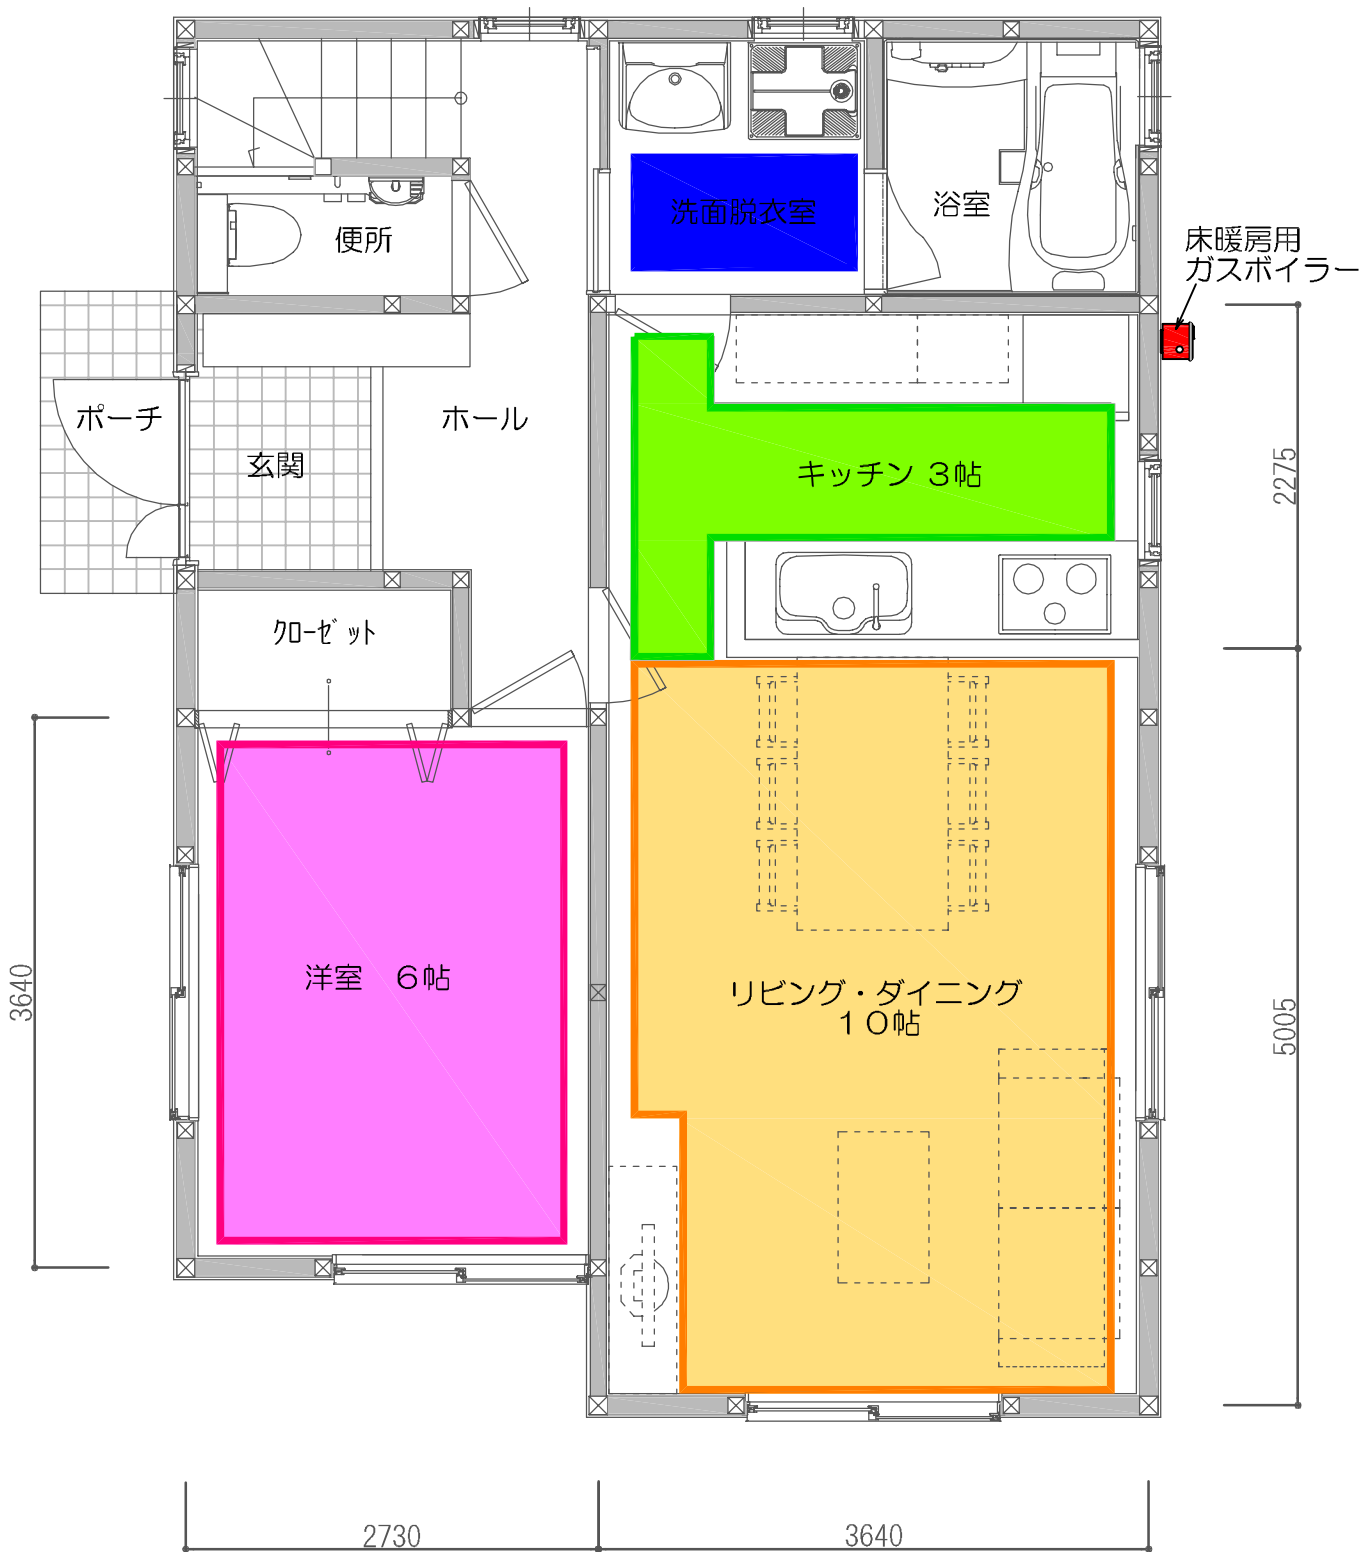 洗面脱衣室
浴室
便所
床暖房用
ガスボイラー
ポーチ
玄関
ホール
キッチン ３帖
2275
ｸﾛｰｾﾞｯﾄ
3640
洋室　６帖
リビング・ダイニング
１０帖
5005
2730
3640